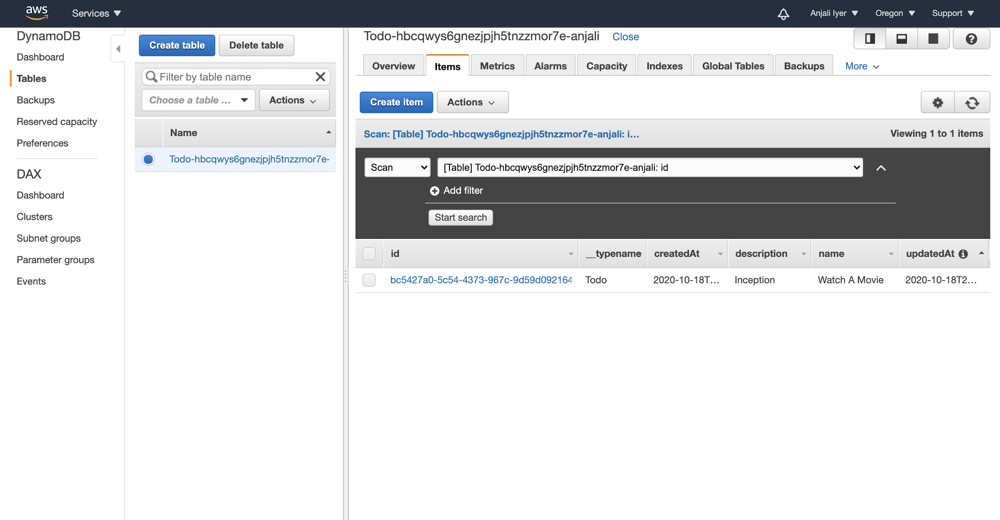 aws Services Anjali Iyer Oregon Support
DynamoDB
Dashboard
Tables
Backups
Reserved capacity
Preferences
DAX
Dashboard
Clusters
Subnet groups
Parameter groups
Events
Create table Delete table
Filter by table name
Choose a table ... Actions
Name
Todo-hbcqwys6gnezjpjh5tnzzmor7e-
Todo-hbcqwys6gnezjpjh5tnzzmor7e-anjali Close
Overview Items Metrics Alarms Capacity Indexes Global Tables Backups More
Create item Actions
Scan: [Table] Todo-hbcqwys6gnezjpjh5tnzzmor7e-anjali: i... Viewing 1 to 1 items
Scan [Table] Todo-hbcqwys6gnezjpjh5tnzzmor7e-anjali: id
Add filter
Start search
id __typename createdAt description name updatedAt
bc5427a0-5c54-4373-967c-9d59d092164 Todo 2020-10-18T... Inception Watch A Movie 2020-10-18T2...